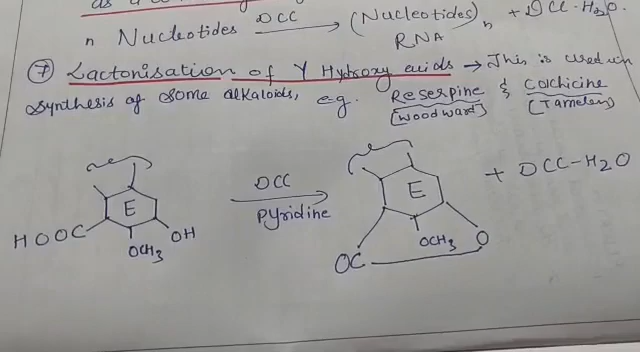 as a
n Nucleotides DCC (Nucleotides)n + DCC-H2O.
RNA
⑦ Lactonisation of γ Hydroxy acids → This is used in
synthesis of some alkaloids, e.g. Reserpine & Colchicine
[Woodward] (Tamelen)
E DCC E + DCC-H2O
HOOC OCH3 OH Pyridine OCH3 O
OC